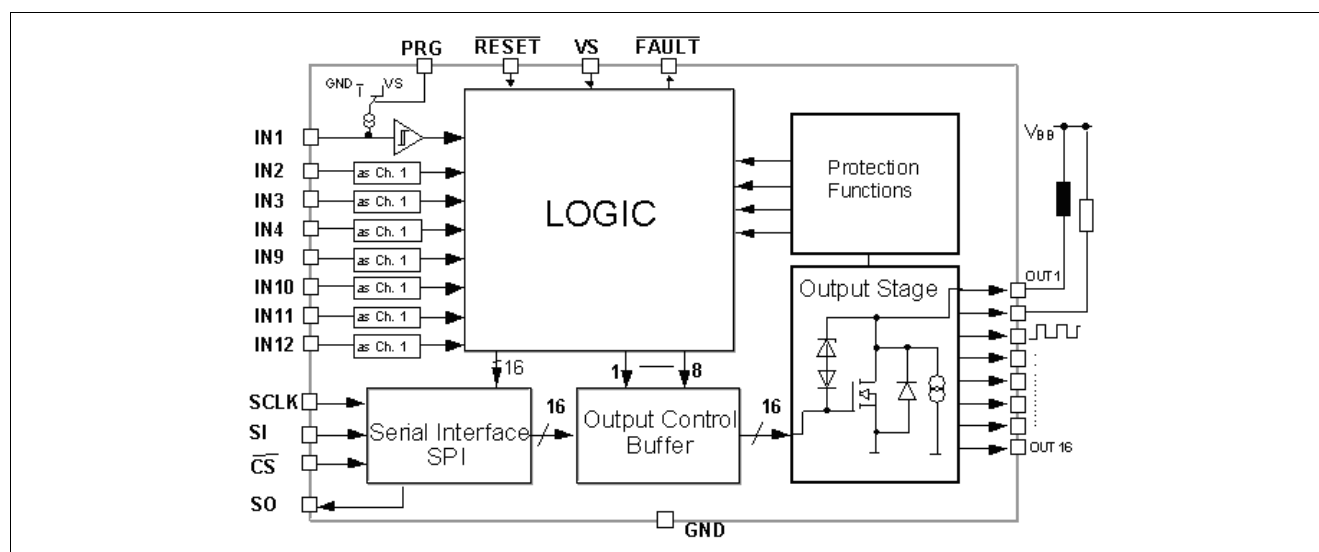 PRG RESET VS FAULT
GND VS
IN1
IN2 as Ch. 1
IN3 as Ch. 1
IN4 as Ch. 1
IN9 as Ch. 1
IN10 as Ch. 1
IN11 as Ch. 1
IN12 as Ch. 1
LOGIC
Protection
Functions
VBB
Output Stage
OUT1
OUT 16
16
1 8
SCLK
SI
CS
SO
Serial Interface
SPI
16
Output Control
Buffer
16
GND